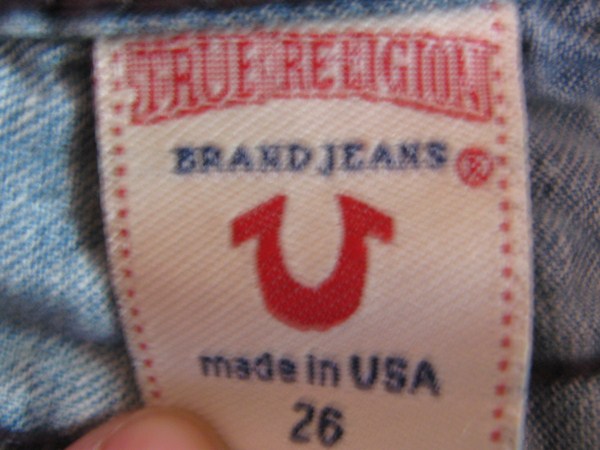 TRUE RELIGION
BRAND JEANS ®
made in USA
26